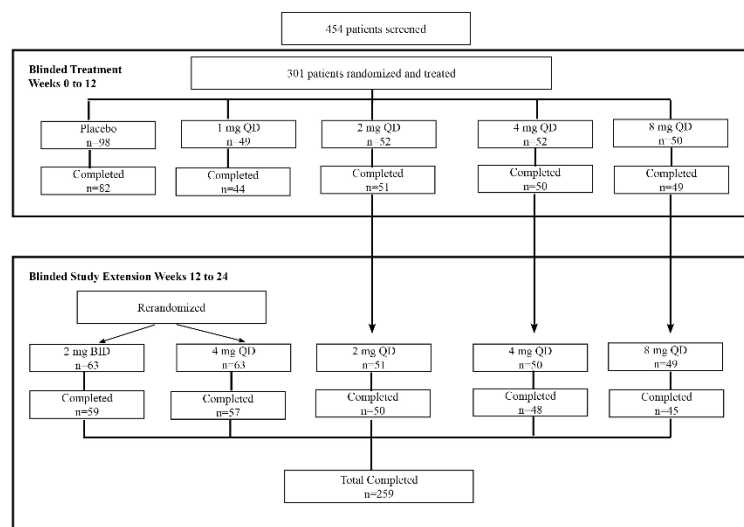 454 patients screened
Blinded Treatment
Weeks 0 to 12
301 patients randomized and treated
Placebo
n=98
1 mg QD
n=49
2 mg QD
n=52
4 mg QD
n=52
8 mg QD
n=50
Completed
n=82
Completed
n=44
Completed
n=51
Completed
n=50
Completed
n=49
Blinded Study Extension Weeks 12 to 24
Rerandomized
2 mg BID
n=63
4 mg QD
n=63
2 mg QD
n=51
4 mg QD
n=50
8 mg QD
n=49
Completed
n=59
Completed
n=57
Completed
n=50
Completed
n=48
Completed
n=45
Total Completed
n=259